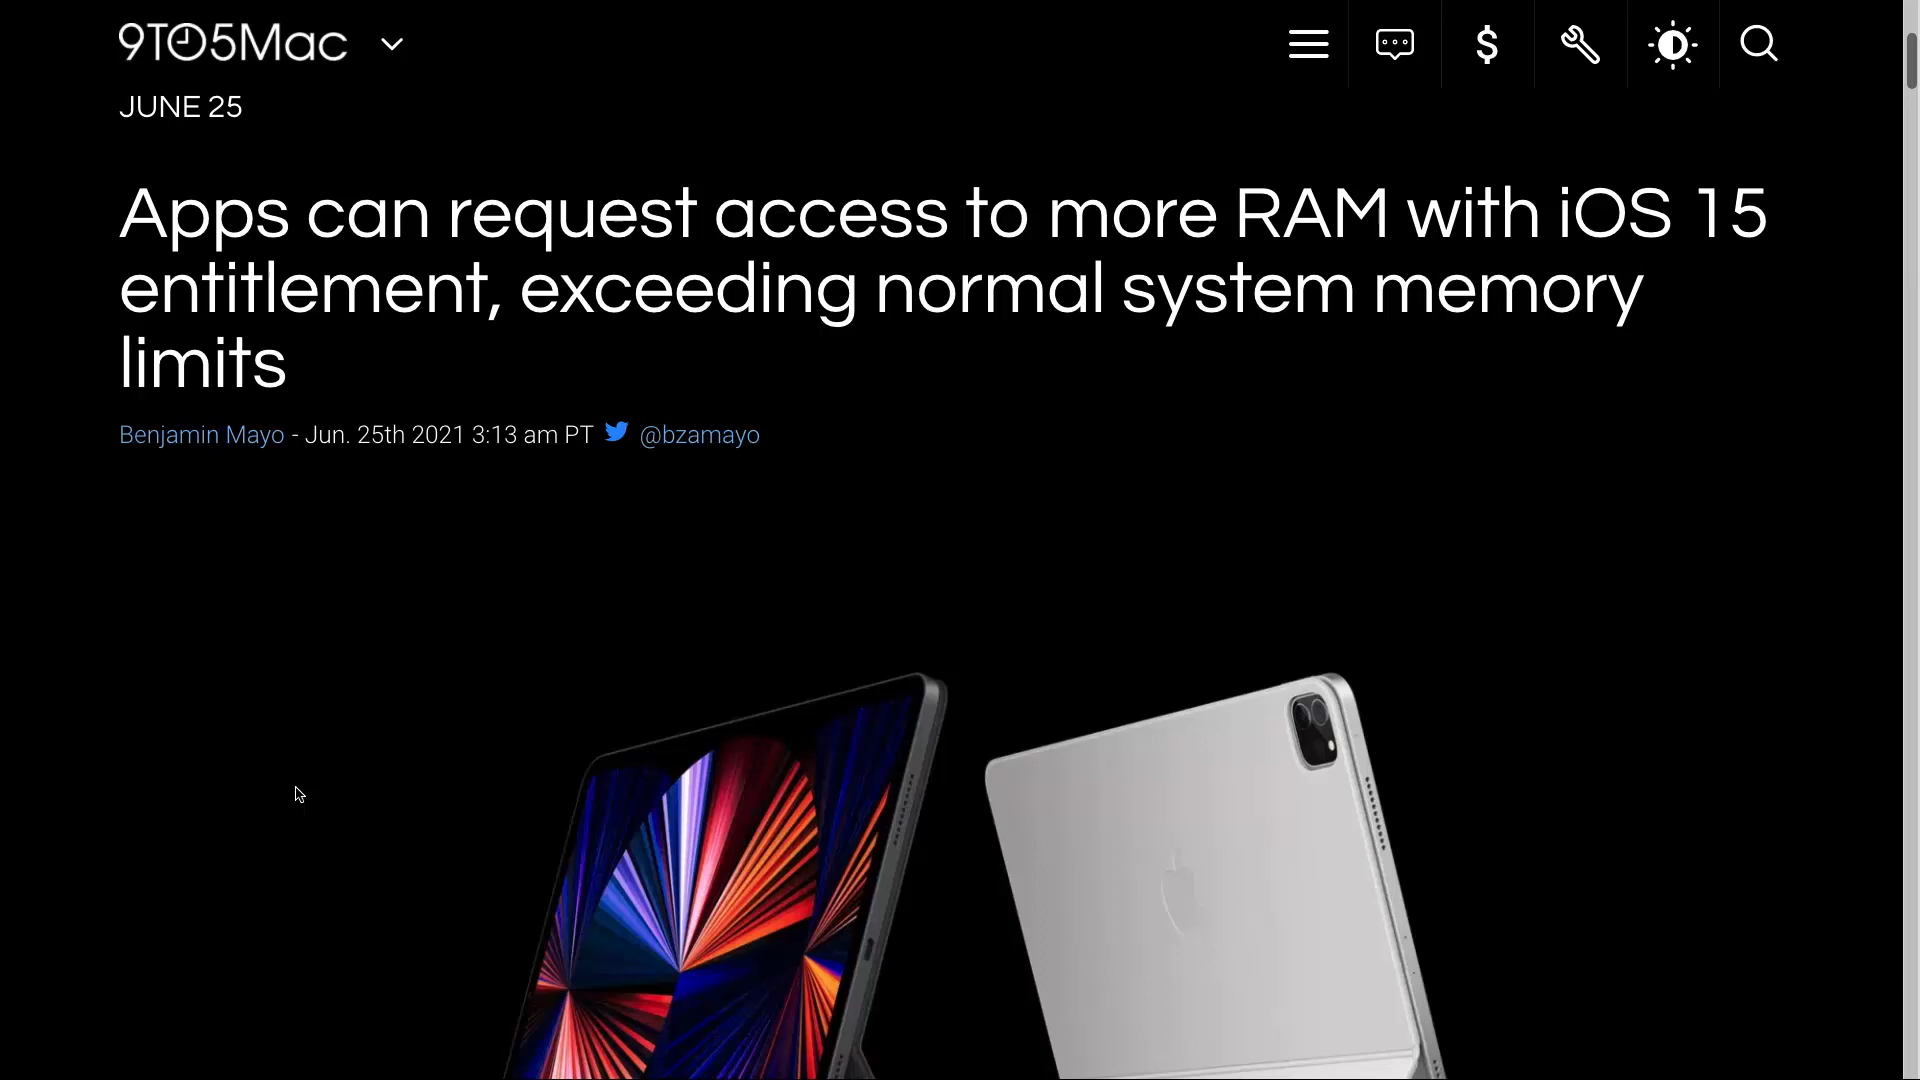 9TO5Mac
JUNE 25
Apps can request access to more RAM with iOS 15
entitlement, exceeding normal system memory
limits
Benjamin Mayo - Jun. 25th 2021 3:13 am PT @bzamayo